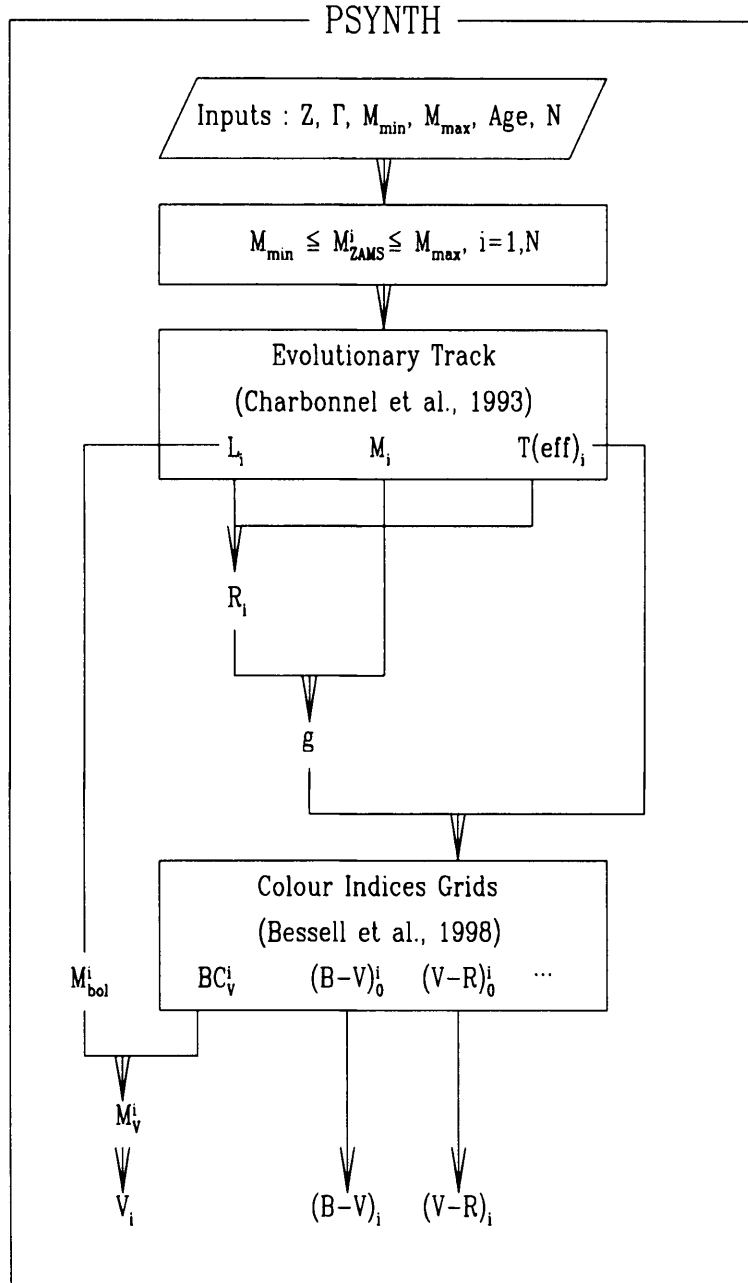 PSYNTH
Inputs : Z, Γ, M_min, M_max, Age, N
M_min ≦ M^i_ZAMS ≦ M_max, i=1,N
Evolutionary Track
(Charbonnel et al., 1993)
L_i M_i T(eff)_i
R_i
g
Colour Indices Grids
(Bessell et al., 1998)
M^i_bol BC^i_V (B-V)^i_0 (V-R)^i_0 ...
M^i_V
V_i (B-V)_i (V-R)_i